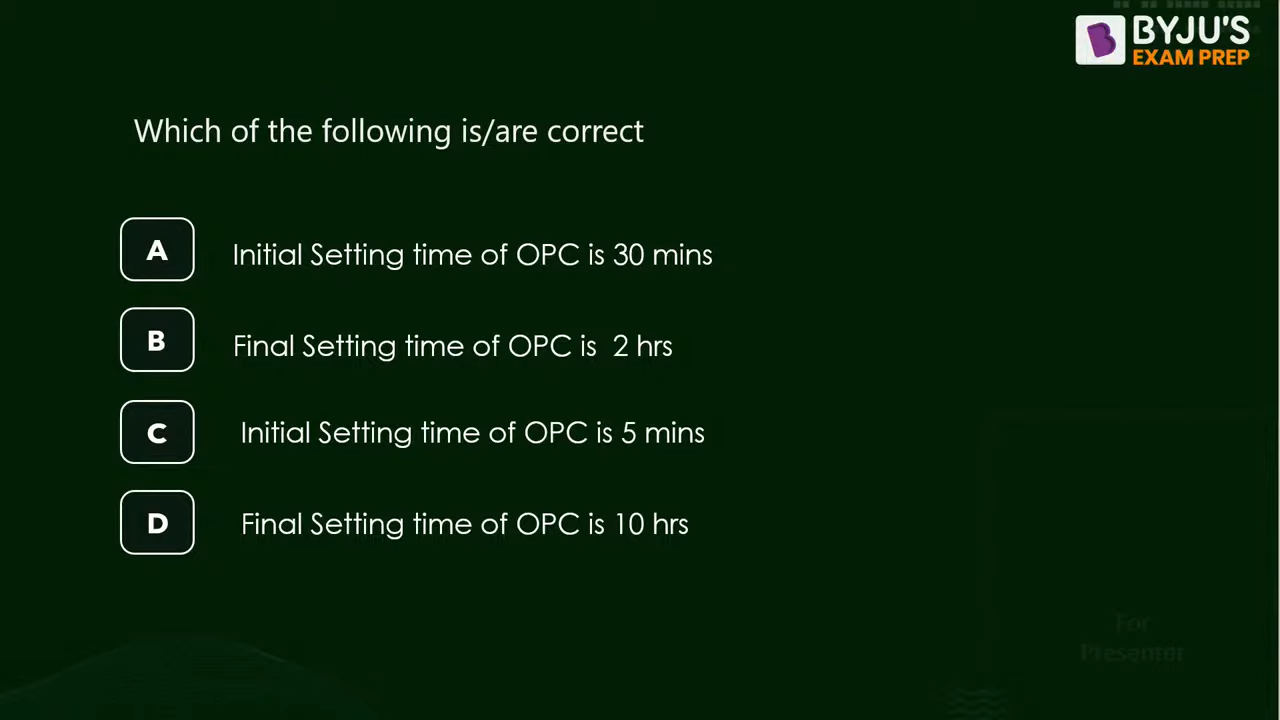 BYJU'S
EXAM PREP
Which of the following is/are correct
A Initial Setting time of OPC is 30 mins
B Final Setting time of OPC is 2 hrs
C Initial Setting time of OPC is 5 mins
D Final Setting time of OPC is 10 hrs
For
Presenter